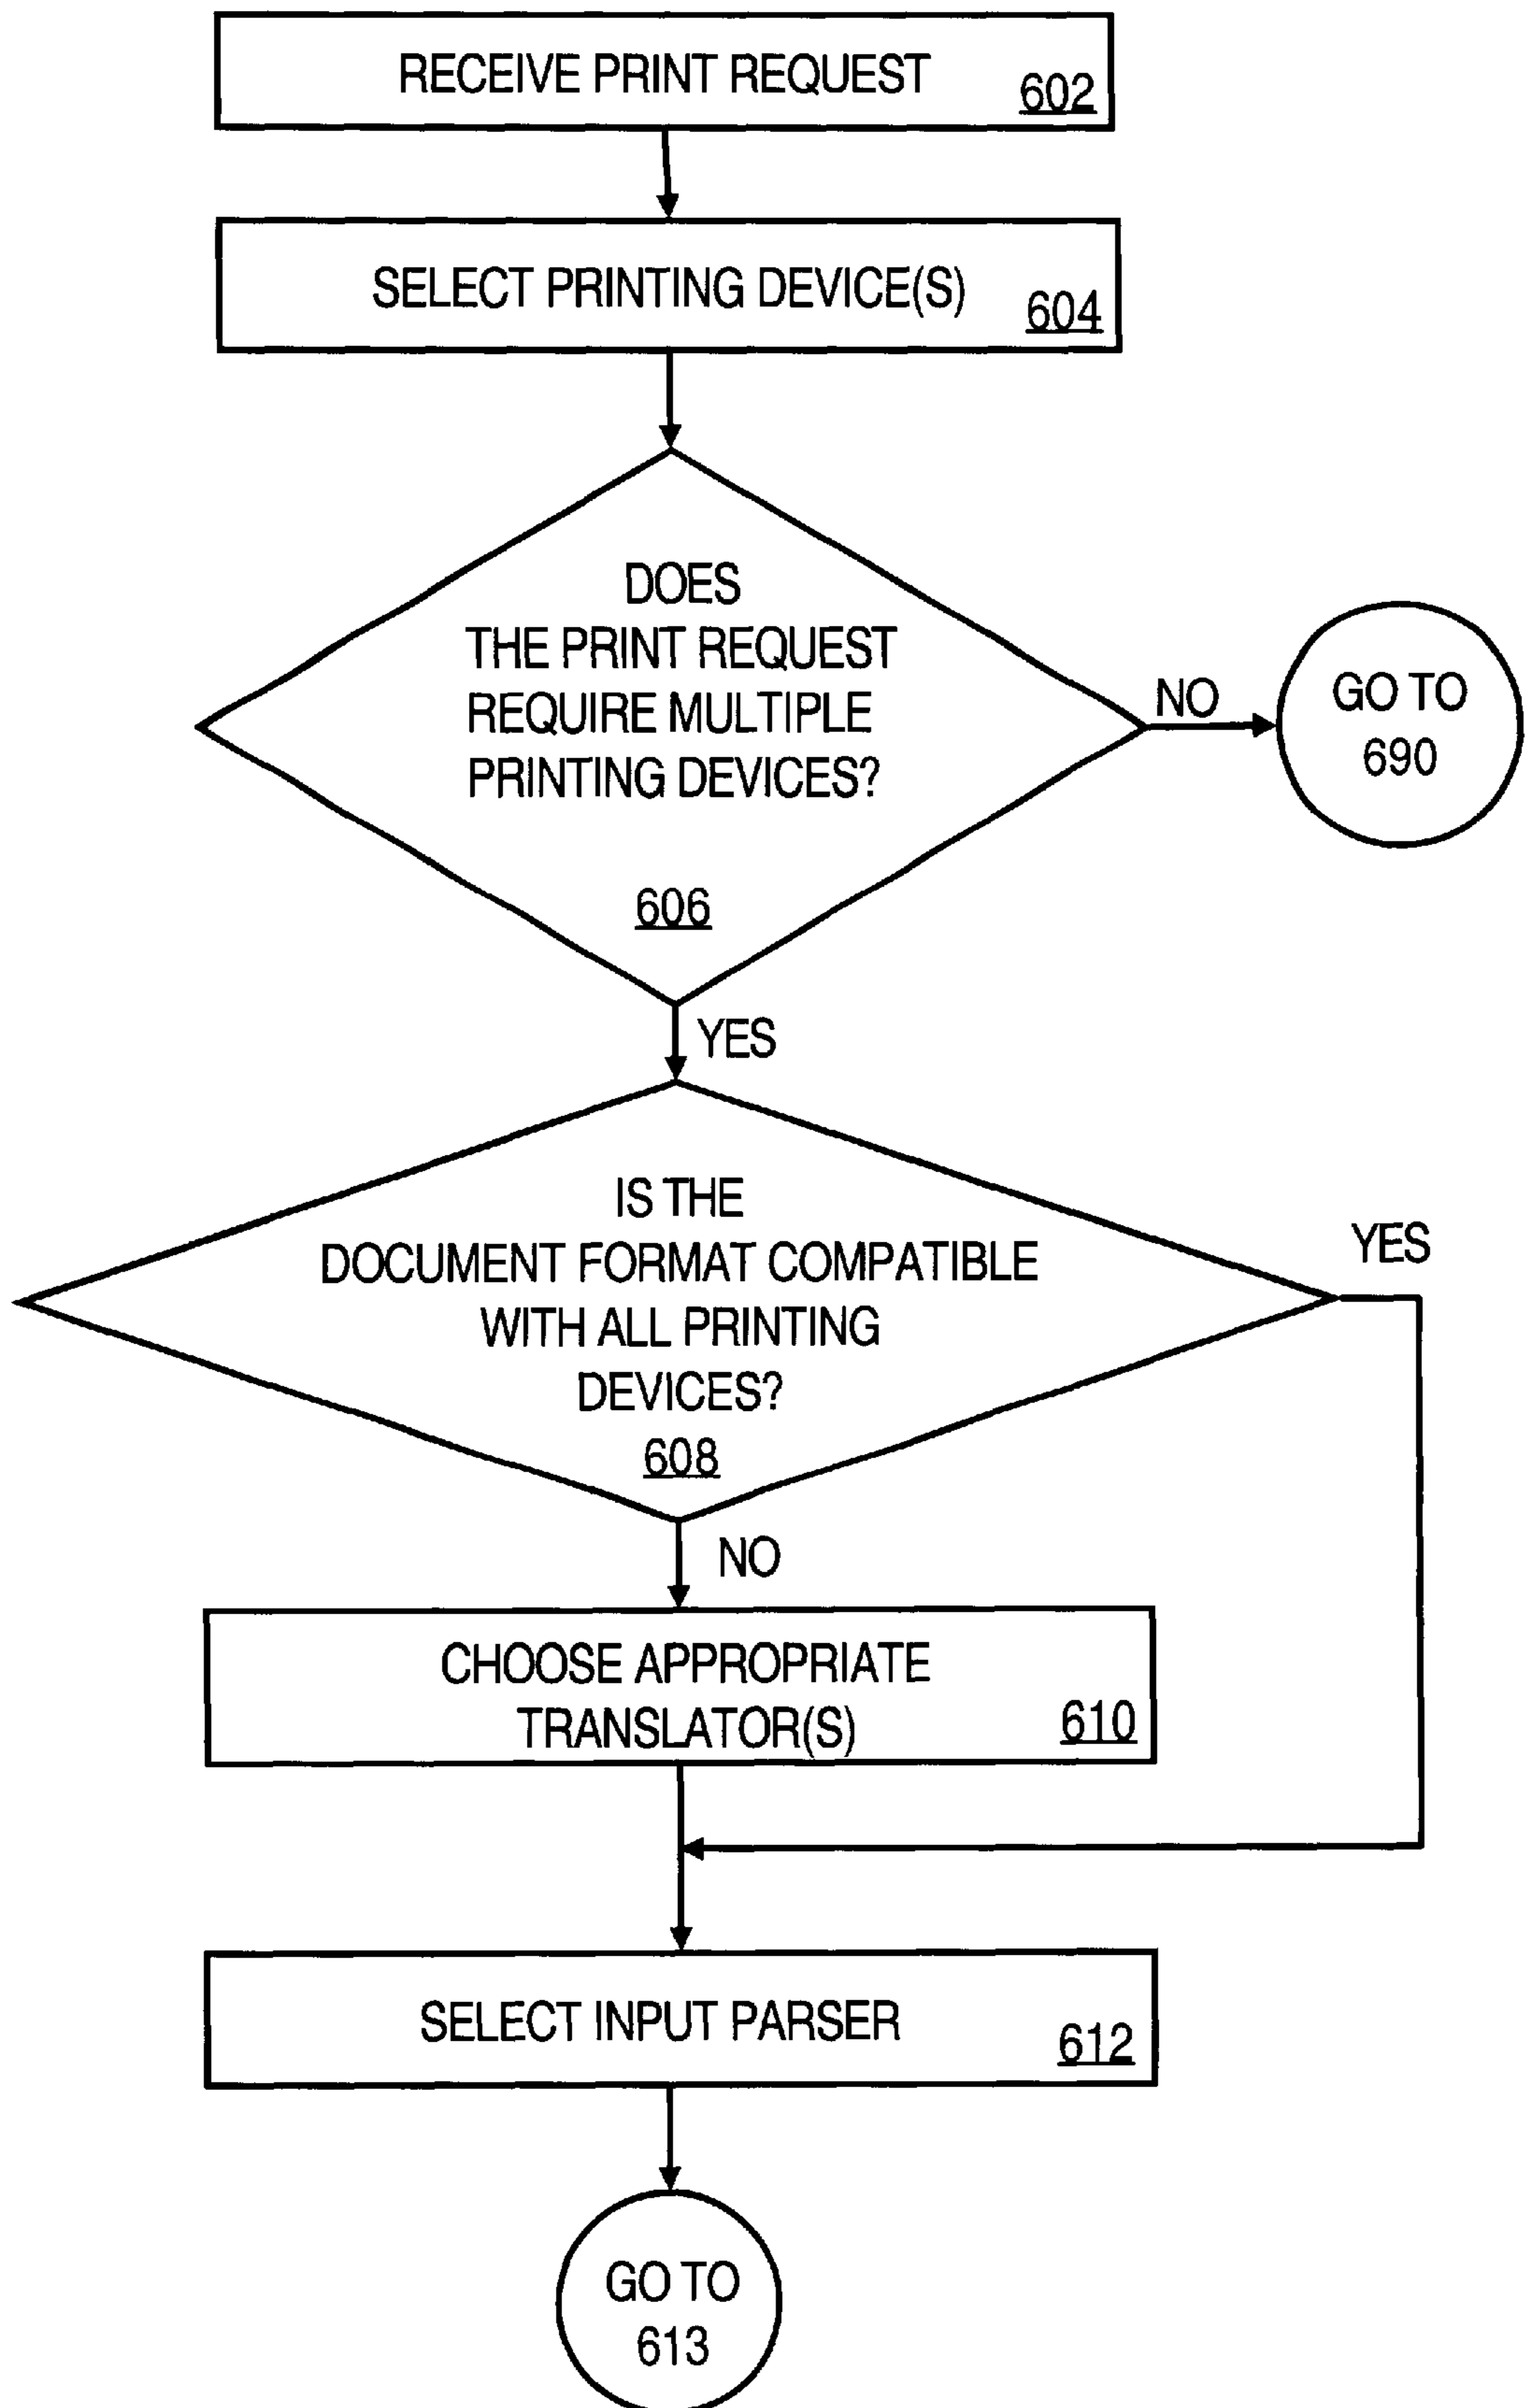 RECEIVE PRINT REQUEST
602
SELECT PRINTING DEVICE(S)
604
DOES
THE PRINT REQUEST
REQUIRE MULTIPLE
PRINTING DEVICES?
606
NO
GO TO
690
YES
IS THE
DOCUMENT FORMAT COMPATIBLE
WITH ALL PRINTING
DEVICES?
608
YES
NO
CHOOSE APPROPRIATE
TRANSLATOR(S)
610
SELECT INPUT PARSER
612
GO TO
613